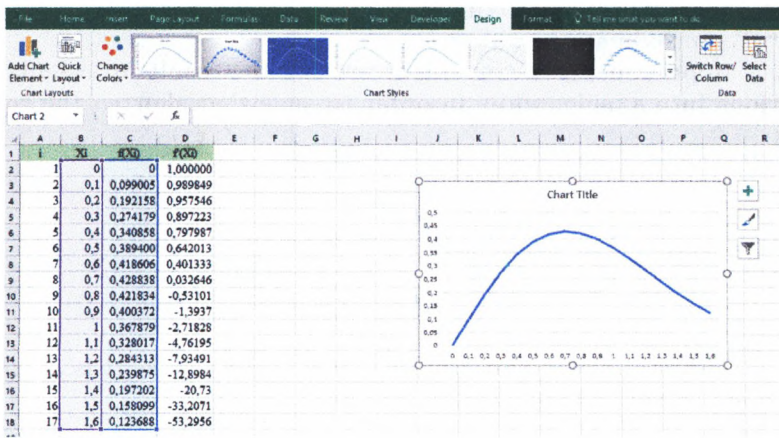 File Home Insert Page Layout Formulas Data Review View Developer Design Format Tell me what you want to do
Add Chart Element
Quick Layout
Change Colors
Switch Row/ Column
Select Data
Chart Layouts Chart Styles Data
Chart 2 fx
A B C D E F G H I J K L M N O P Q R
1 i Xi f(Xi) f'(Xi)
2 1 0 0 1,000000
3 2 0,1 0,099005 0,989849
4 3 0,2 0,192158 0,957546
5 4 0,3 0,274179 0,897223
6 5 0,4 0,340858 0,797987
7 6 0,5 0,389400 0,642013
8 7 0,6 0,418606 0,401333
9 8 0,7 0,428838 0,032646
10 9 0,8 0,421834 -0,53101
11 10 0,9 0,400372 -1,3937
12 11 1 0,367879 -2,71828
13 12 1,1 0,328017 -4,76195
14 13 1,2 0,284313 -7,93491
15 14 1,3 0,239875 -12,8984
16 15 1,4 0,197202 -20,73
17 16 1,5 0,158099 -33,2071
18 17 1,6 0,123688 -53,2956
Chart Title
0,5
0,45
0,4
0,35
0,3
0,25
0,2
0,15
0,1
0,05
0
0 0,1 0,2 0,3 0,4 0,5 0,6 0,7 0,8 0,9 1 1,1 1,2 1,3 1,4 1,5 1,6